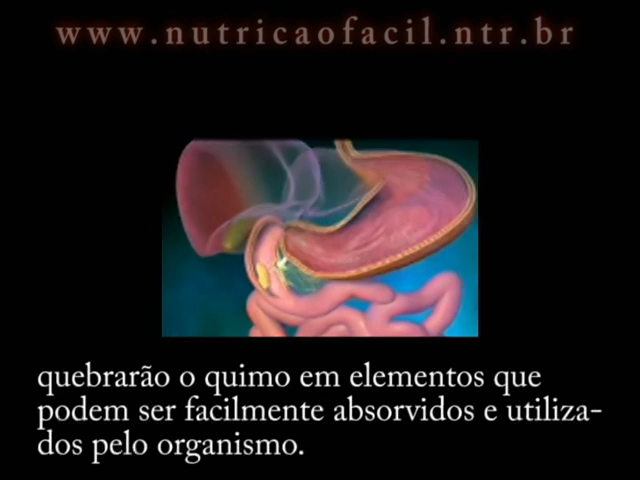 www.nutricaofacil.ntr.br
quebrarão o quimo em elementos que
podem ser facilmente absorvidos e utiliza-
dos pelo organismo.